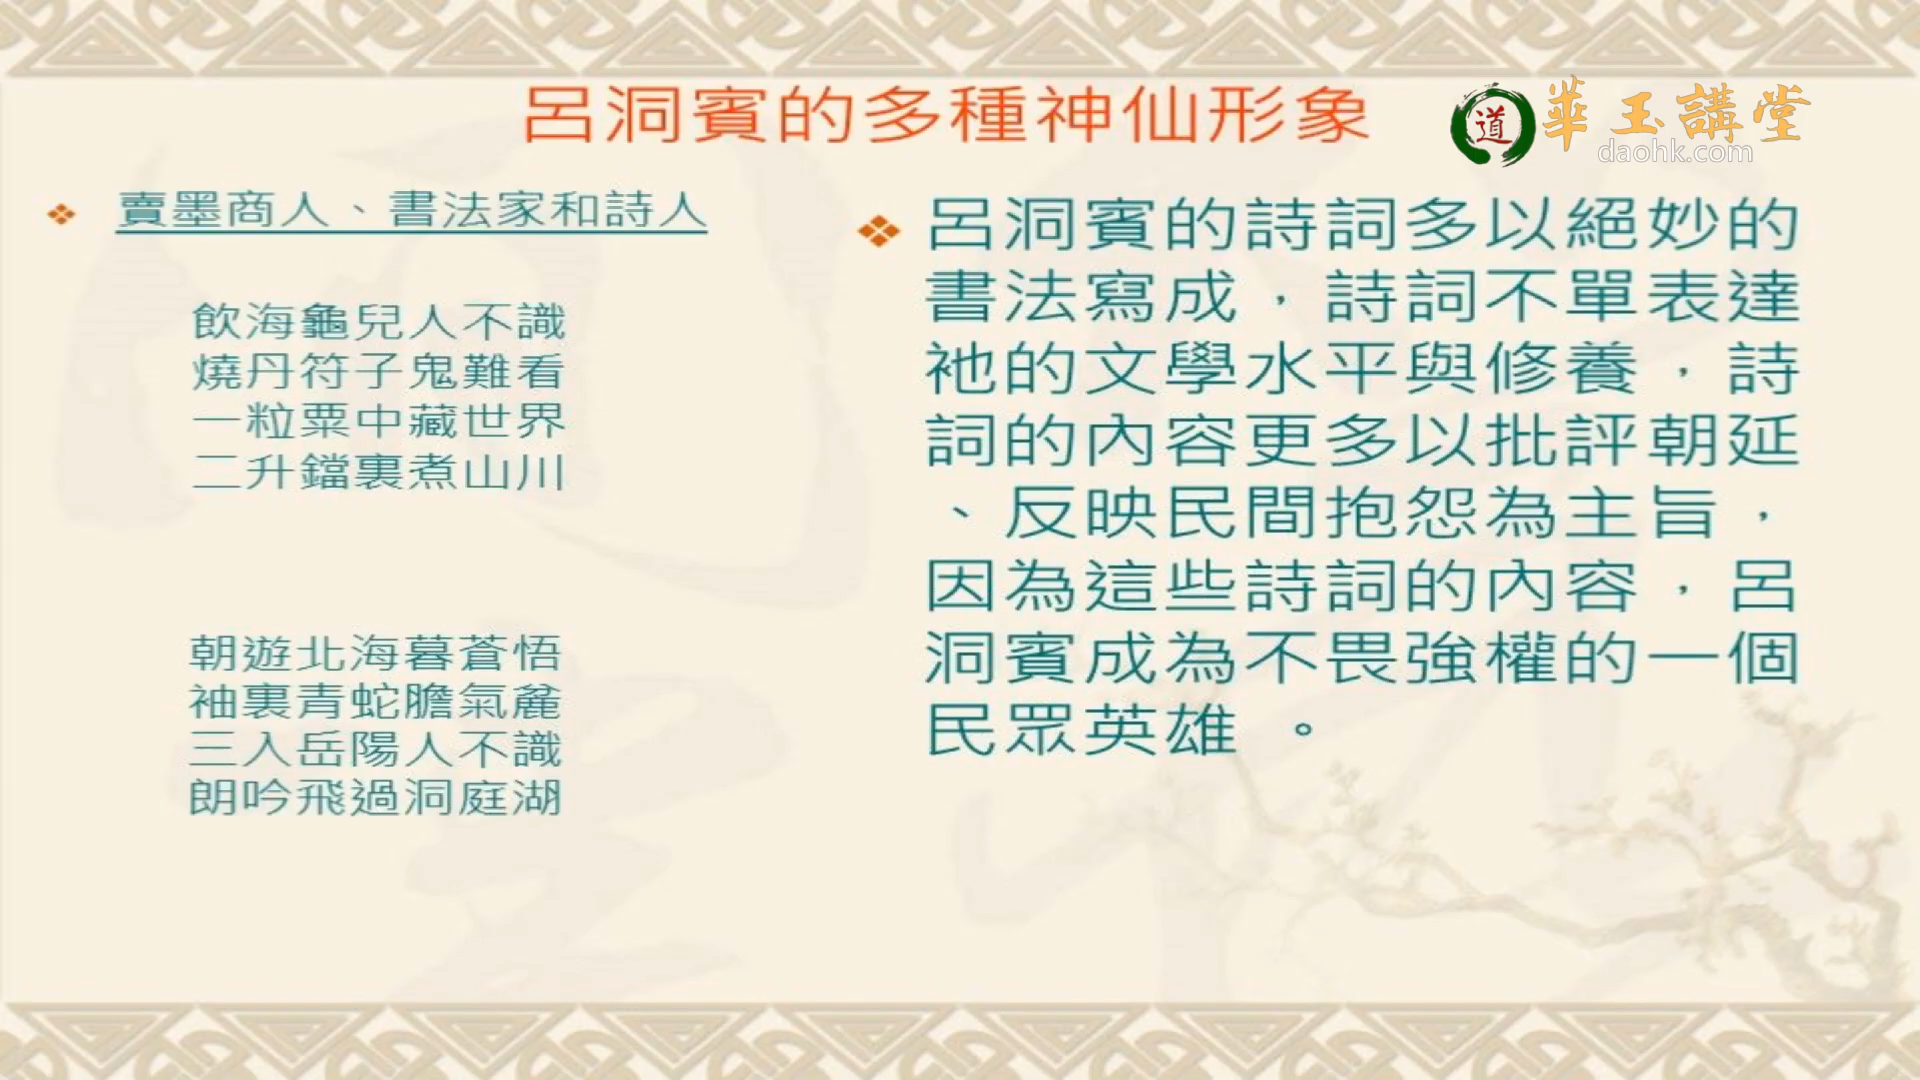 呂洞賓的多種神仙形象
道
華玉講堂
daohk.com
賣墨商人、書法家和詩人
飲海龜兒人不識
燒丹符子鬼難看
一粒粟中藏世界
二升鐺裏煮山川
朝遊北海暮蒼悟
袖裏青蛇膽氣麄
三入岳陽人不識
朗吟飛過洞庭湖
呂洞賓的詩詞多以絕妙的
書法寫成，詩詞不單表達
祂的文學水平與修養，詩
詞的內容更多以批評朝延
、反映民間抱怨為主旨，
因為這些詩詞的內容，呂
洞賓成為不畏強權的一個
民眾英雄 。